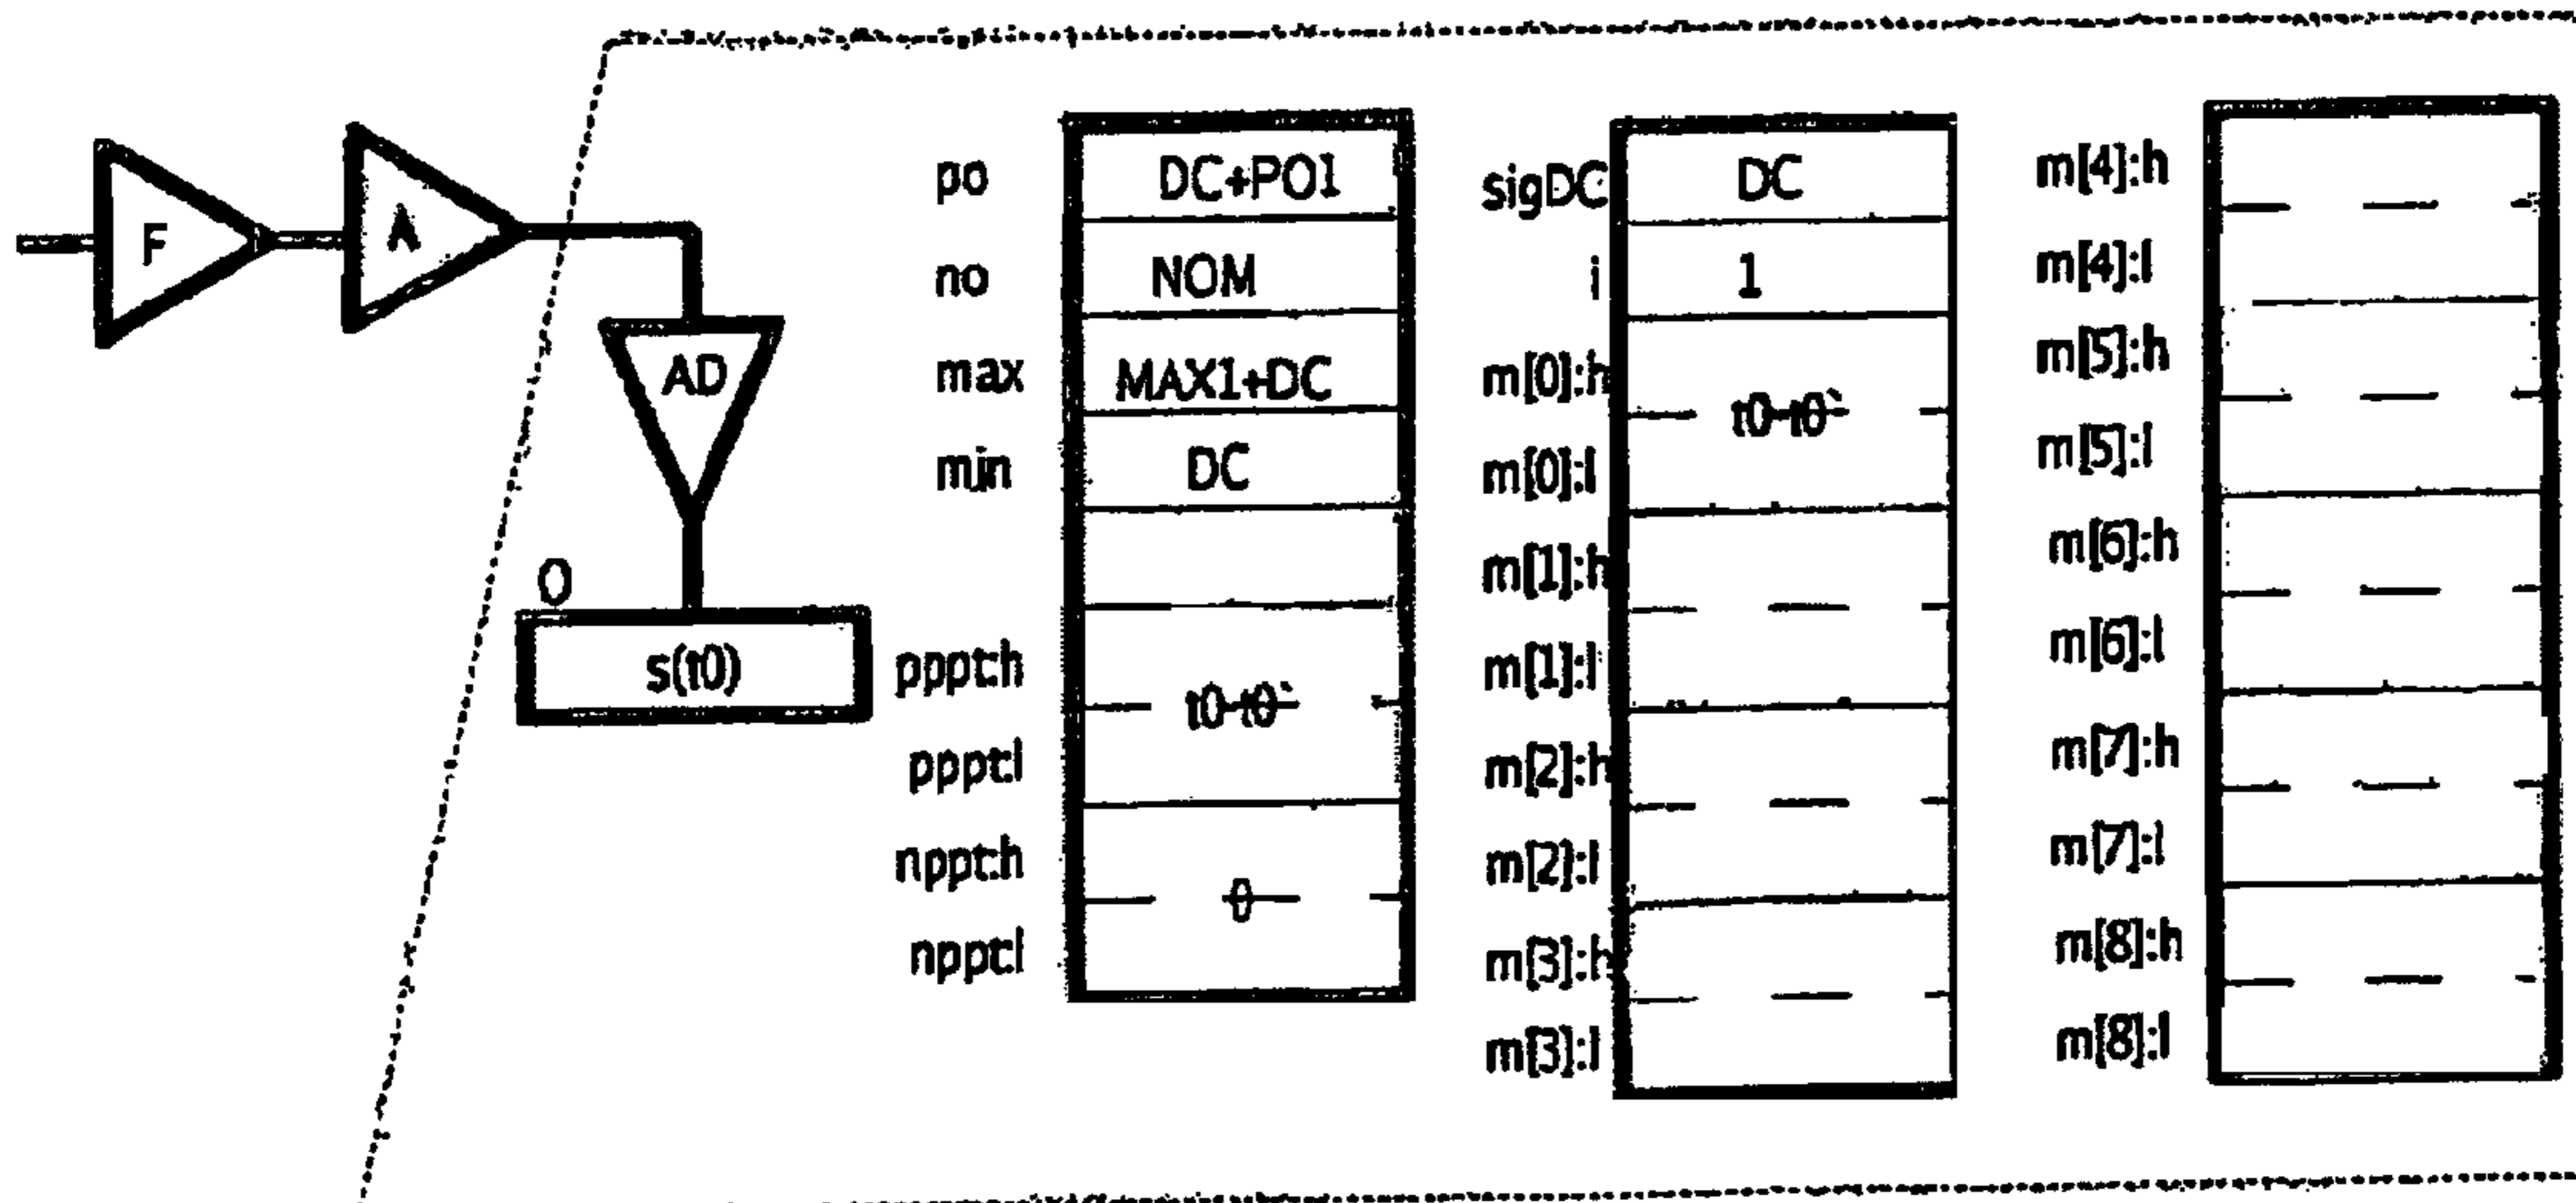 F
A
AD
O
s(t0)
po DC+PO1
no NOM
max MAX1+DC
min DC
pppt:h
t0-t0`
pppt:l
nppt:h
0
nppt:l
sigDC DC
i 1
m[0]:h
t0-t0`
m[0]:l
m[1]:h
m[1]:l
m[2]:h
m[2]:l
m[3]:h
m[3]:l
m[4]:h
m[4]:l
m[5]:h
m[5]:l
m[6]:h
m[6]:l
m[7]:h
m[7]:l
m[8]:h
m[8]:l